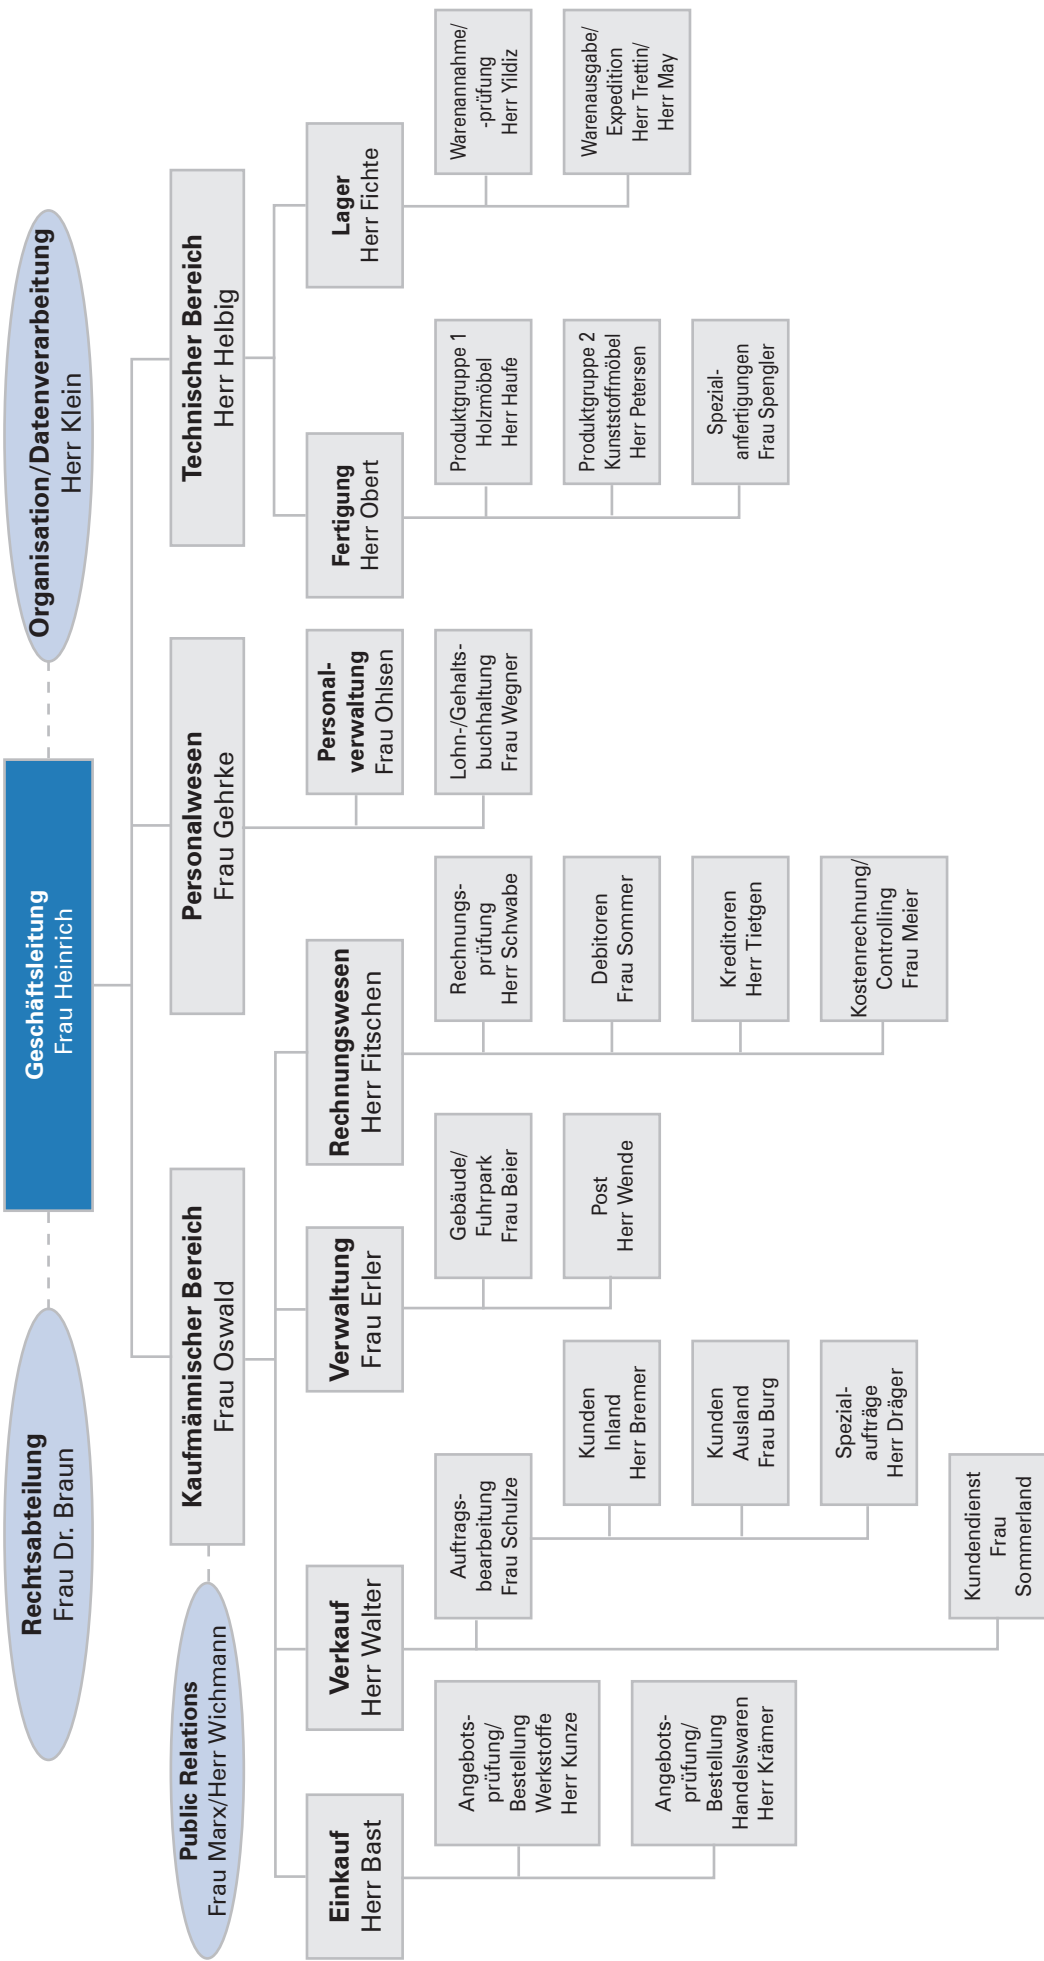 Rechtsabteilung
Frau Dr. Braun
Geschäftsleitung
Frau Heinrich
Organisation/Datenverarbeitung
Herr Klein
Public Relations
Frau Marx/Herr Wichmann
Kaufmännischer Bereich
Frau Oswald
Personalwesen
Frau Gehrke
Technischer Bereich
Herr Helbig
Einkauf
Herr Bast
Verkauf
Herr Walter
Verwaltung
Frau Erler
Rechnungswesen
Herr Fitschen
Personal-
verwaltung
Frau Ohlsen
Fertigung
Herr Obert
Lager
Herr Fichte
Angebots-
prüfung/
Bestellung
Werkstoffe
Herr Kunze
Angebots-
prüfung/
Bestellung
Handelswaren
Herr Krämer
Auftrags-
bearbeitung
Frau Schulze
Kunden
Inland
Herr Bremer
Kunden
Ausland
Frau Burg
Spezial-
aufträge
Herr Dräger
Kundendienst
Frau
Sommerland
Gebäude/
Fuhrpark
Frau Beier
Post
Herr Wende
Rechnungs-
prüfung
Herr Schwabe
Debitoren
Frau Sommer
Kreditoren
Herr Tietgen
Kostenrechnung/
Controlling
Frau Meier
Lohn-/Gehalts-
buchhaltung
Frau Wegner
Produktgruppe 1
Holzmöbel
Herr Haufe
Produktgruppe 2
Kunststoffmöbel
Herr Petersen
Spezial-
anfertigungen
Frau Spengler
Warenannahme/
-prüfung
Herr Yildiz
Warenausgabe/
Expedition
Herr Trettin/
Herr May